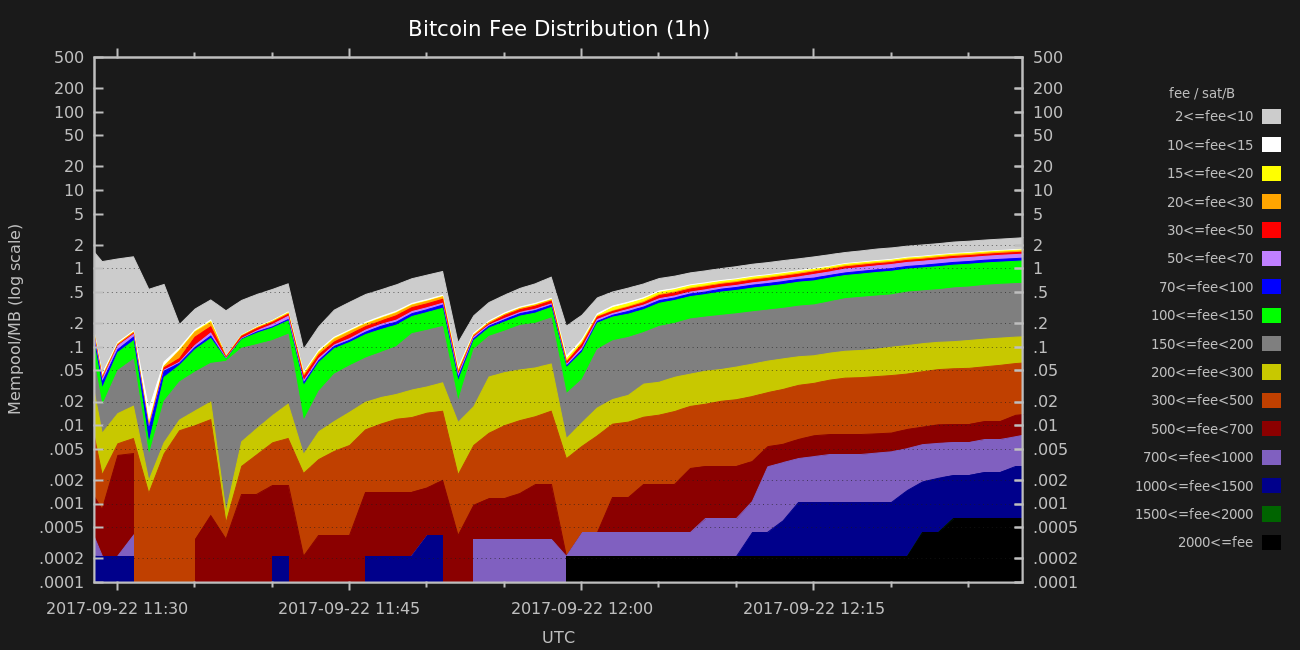 Bitcoin Fee Distribution (1h)
Mempool/MB (log scale)
500
200
100
50
20
10
5
2
1
.5
.2
.1
.05
.02
.01
.005
.002
.001
.0005
.0002
.0001
500
200
100
50
20
10
5
2
1
.5
.2
.1
.05
.02
.01
.005
.002
.001
.0005
.0002
.0001
2017-09-22 11:30
2017-09-22 11:45
2017-09-22 12:00
2017-09-22 12:15
UTC
fee / sat/B
2<=fee<10
10<=fee<15
15<=fee<20
20<=fee<30
30<=fee<50
50<=fee<70
70<=fee<100
100<=fee<150
150<=fee<200
200<=fee<300
300<=fee<500
500<=fee<700
700<=fee<1000
1000<=fee<1500
1500<=fee<2000
2000<=fee